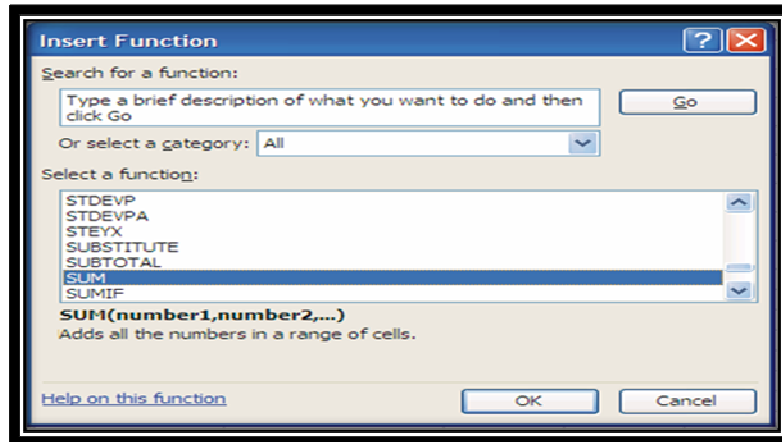 Insert Function
?
Search for a function:
Type a brief description of what you want to do and then
click Go
Go
Or select a category: All
Select a function:
STDEVP
STDEVPA
STEYX
SUBSTITUTE
SUBTOTAL
SUM
SUMIF
SUM(number1,number2,...)
Adds all the numbers in a range of cells.
Help on this function
OK
Cancel